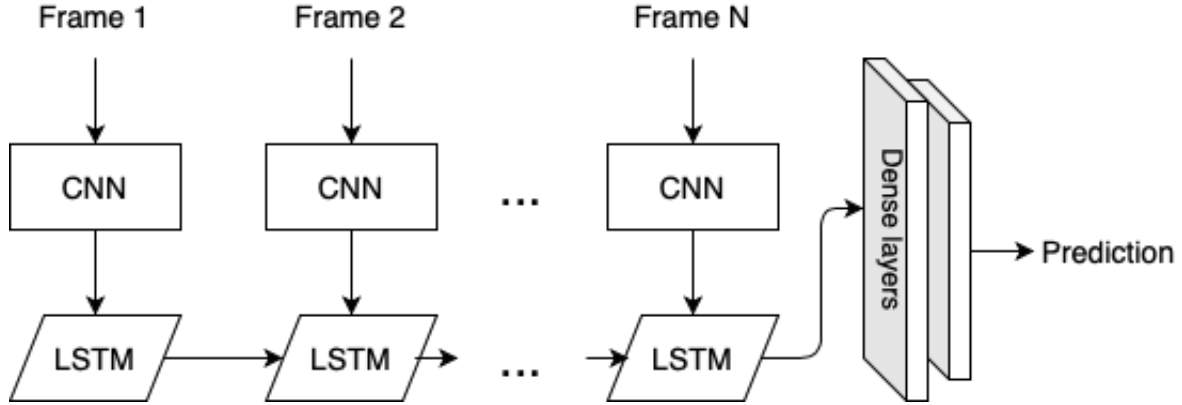 Frame 1 Frame 2 Frame N
CNN CNN ... CNN
Dense layers
Prediction
LSTM LSTM ... LSTM